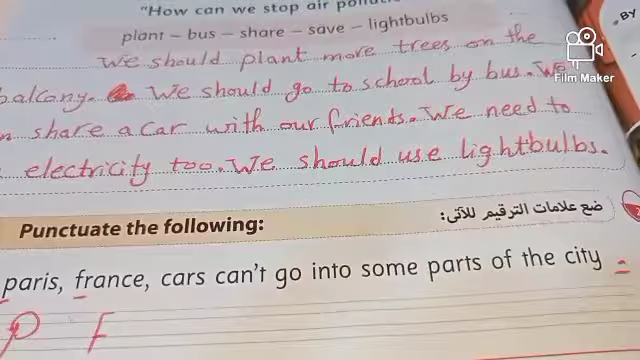 "How can we stop air
plant – bus – share – save – lightbulbs
We should plant more trees on the
balcany. We should go to school by bus. We
share a car with our friends. We need to
electricity too. We should use lightbulbs.
Punctuate the following:
ضع علامات الترقيم للآتى:
paris, france, cars can't go into some parts of the city
P F
Film Maker
BY